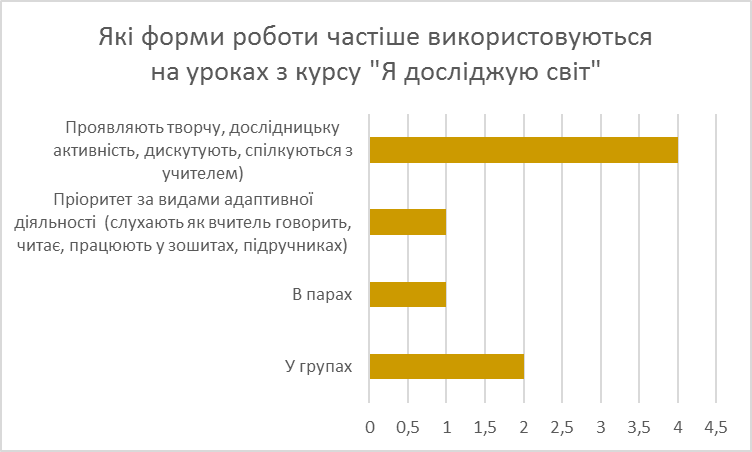 Які форми роботи частіше використовуються
на уроках з курсу "Я досліджую світ"
Проявляють творчу, дослідницьку
активність, дискутують, спілкуються з
учителем)
Пріоритет за видами адаптивної
діяльності (слухають як вчитель говорить,
читає, працюють у зошитах, підручниках)
В парах
У групах
0 0,5 1 1,5 2 2,5 3 3,5 4 4,5